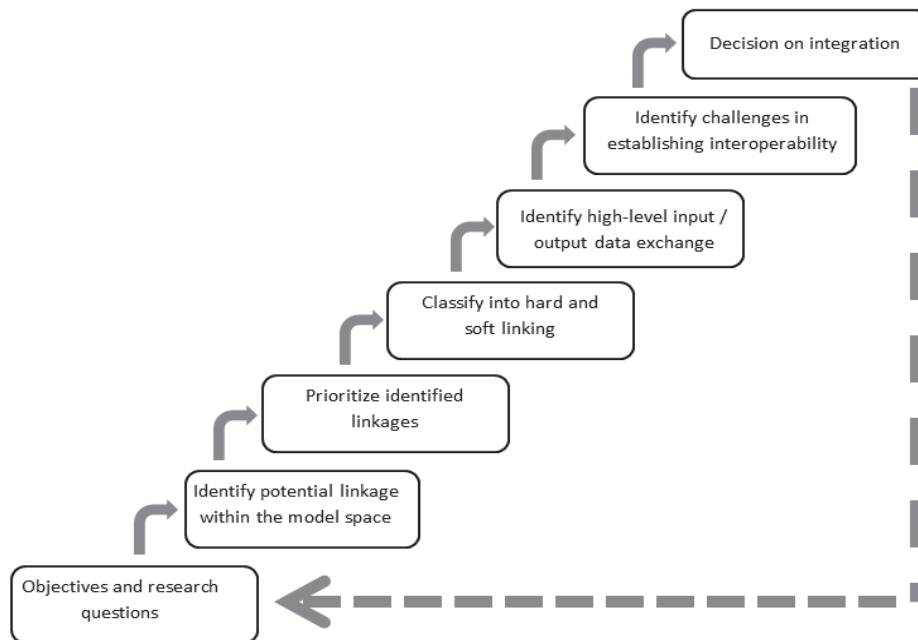 Decision on integration
Identify challenges in
establishing interoperability
Identify high-level input /
output data exchange
Classify into hard and
soft linking
Prioritize identified
linkages
Identify potential linkage
within the model space
Objectives and research
questions